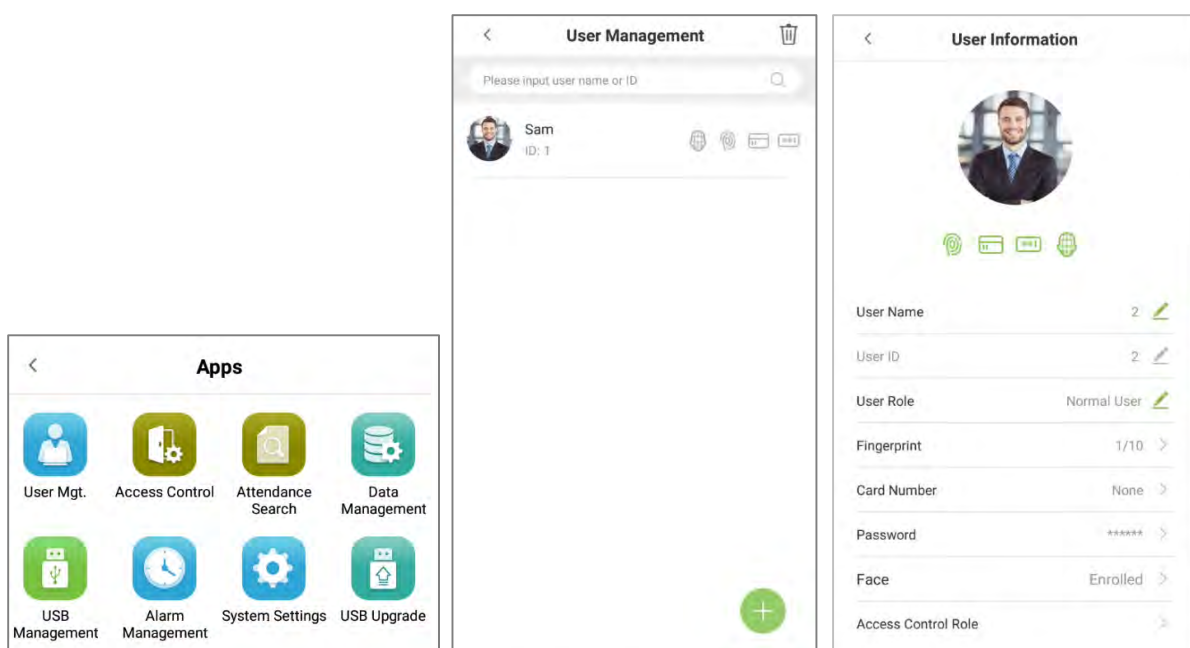 Apps
User Mgt.
Access Control
Attendance
Search
Data
Management
USB
Management
Alarm
Management
System Settings
USB Upgrade
User Management
Please input user name or ID
Sam
ID: 1
User Information
User Name 2
User ID 2
User Role Normal User
Fingerprint 1/10
Card Number None
Password ******
Face Enrolled
Access Control Role